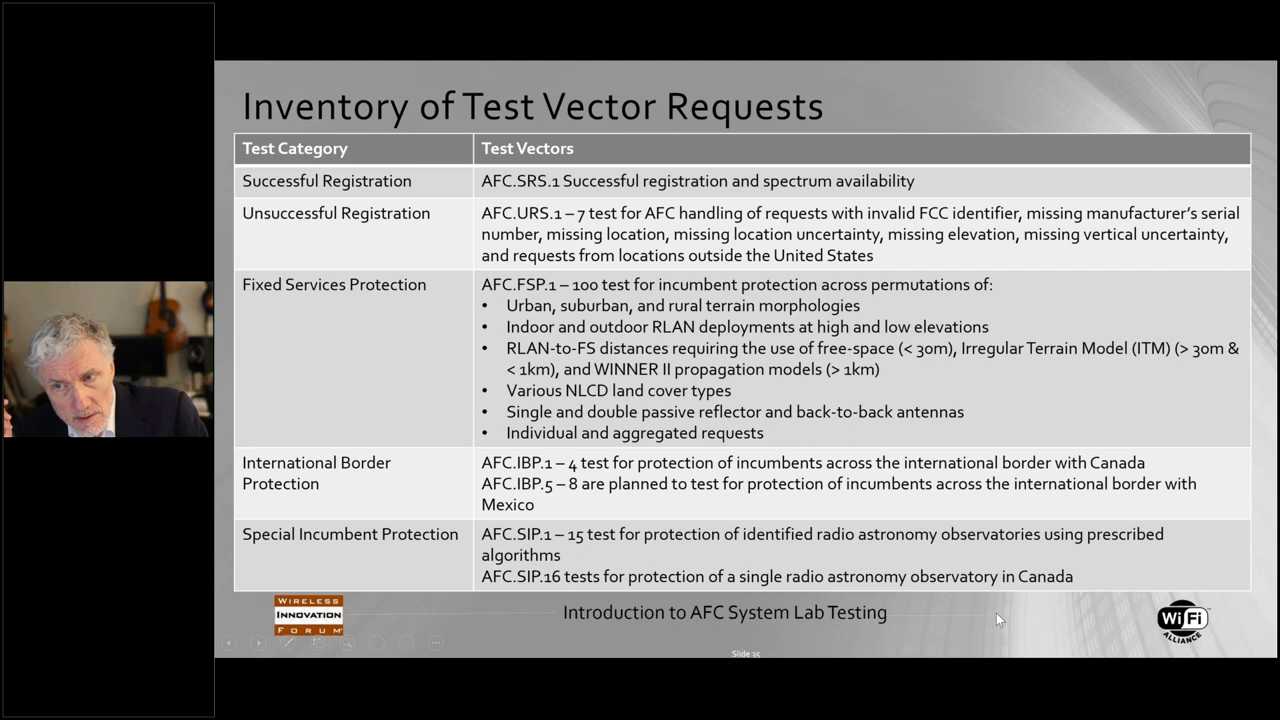 Inventory of Test Vector Requests
Test Category
Test Vectors
Successful Registration
AFC.SRS.1 Successful registration and spectrum availability
Unsuccessful Registration
AFC.URS.1 – 7 test for AFC handling of requests with invalid FCC identifier, missing manufacturer's serial
number, missing location, missing location uncertainty, missing elevation, missing vertical uncertainty,
and requests from locations outside the United States
Fixed Services Protection
AFC.FSP.1 – 100 test for incumbent protection across permutations of:
• Urban, suburban, and rural terrain morphologies
• Indoor and outdoor RLAN deployments at high and low elevations
• RLAN-to-FS distances requiring the use of free-space (< 30m), Irregular Terrain Model (ITM) (> 30m &
< 1km), and WINNER II propagation models (> 1km)
• Various NLCD land cover types
• Single and double passive reflector and back-to-back antennas
• Individual and aggregated requests
International Border
Protection
AFC.IBP.1 – 4 test for protection of incumbents across the international border with Canada
AFC.IBP.5 – 8 are planned to test for protection of incumbents across the international border with
Mexico
Special Incumbent Protection
AFC.SIP.1 – 15 test for protection of identified radio astronomy observatories using prescribed
algorithms
AFC.SIP.16 tests for protection of a single radio astronomy observatory in Canada
WIRELESS
INNOVATION
FORUM
Introduction to AFC System Lab Testing
Wi Fi
ALLIANCE
Slide 35